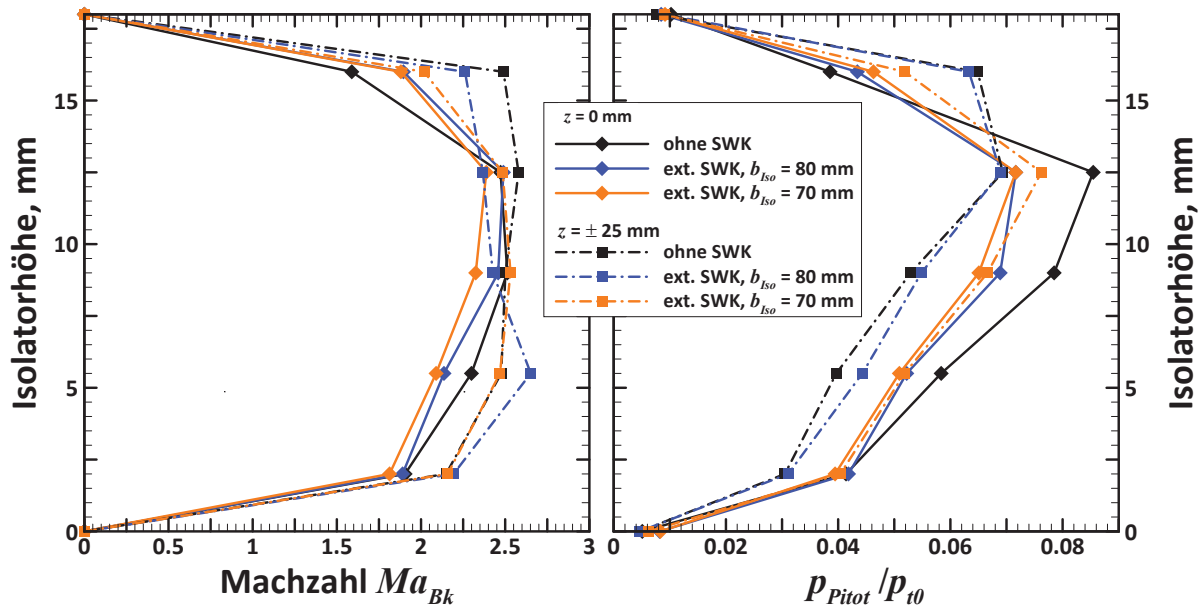 Isolatorhöhe, mm
15
10
5
0
0
0.5
1
1.5
2
2.5
3
Machzahl Ma_Bk
z = 0 mm
ohne SWK
ext. SWK, b_Iso = 80 mm
ext. SWK, b_Iso = 70 mm
z = ± 25 mm
ohne SWK
ext. SWK, b_Iso = 80 mm
ext. SWK, b_Iso = 70 mm
0
0.02
0.04
0.06
0.08
p_Pitot / p_t0
15
10
5
0
Isolatorhöhe, mm